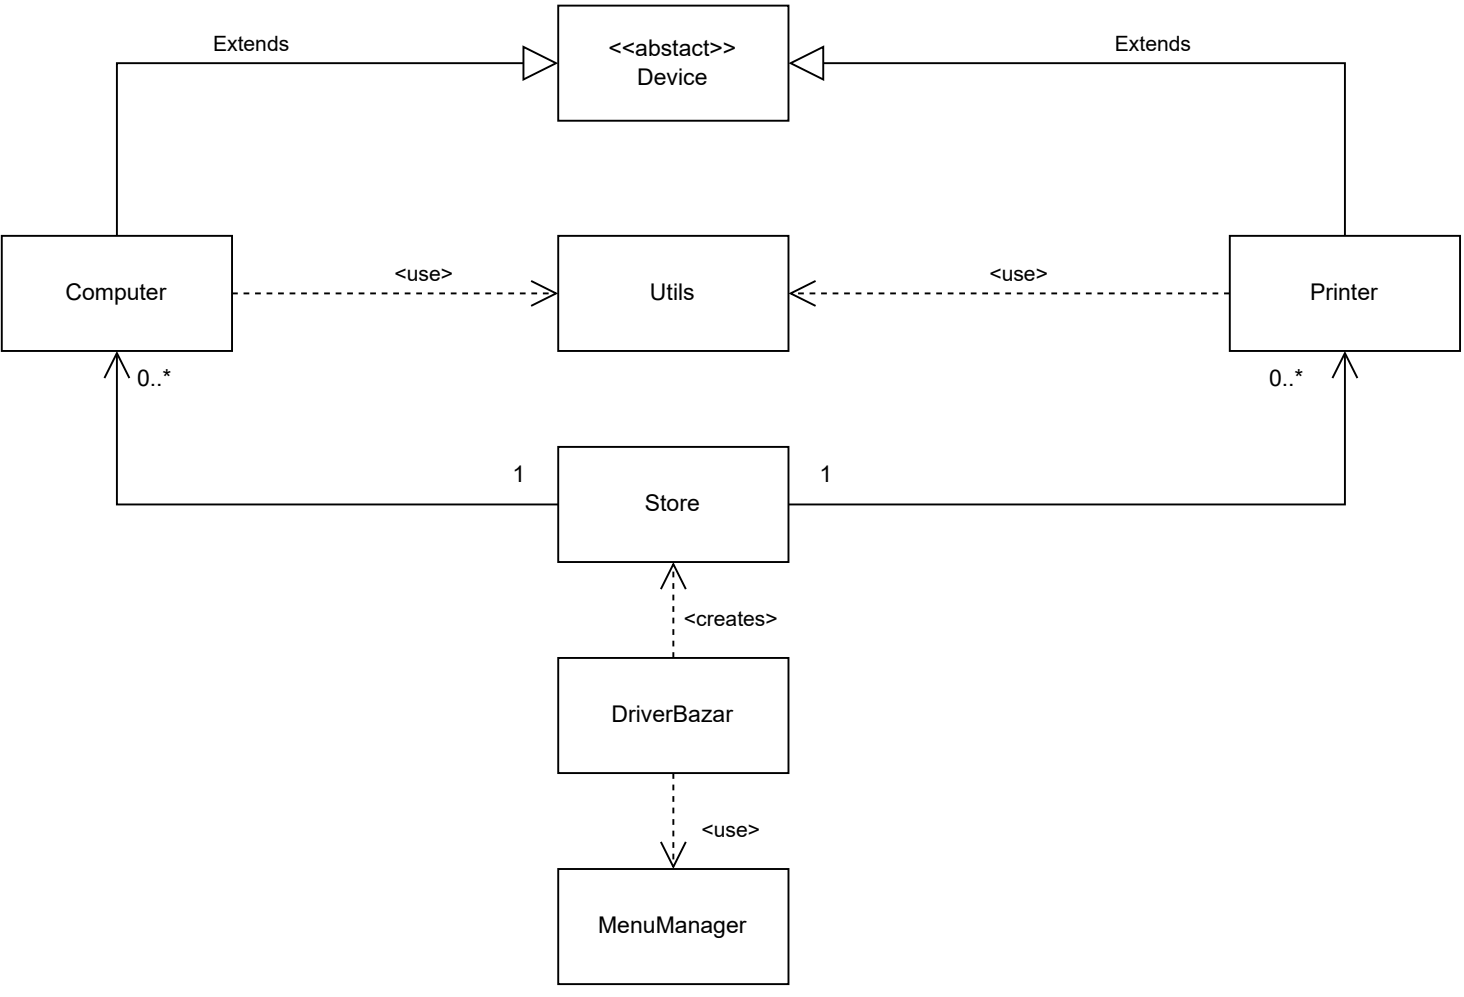 Extends
<<abstact>>
Device
Extends
Computer
<use>
Utils
<use>
Printer
0..*
0..*
1
Store
1
<creates>
DriverBazar
<use>
MenuManager